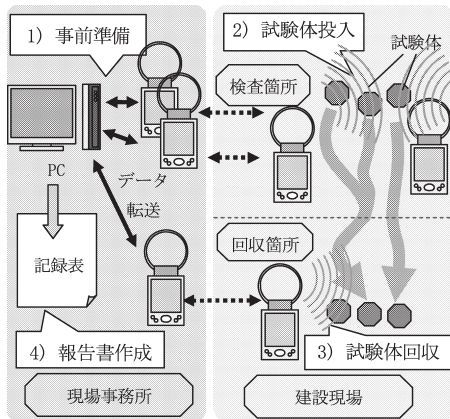 1）事前準備
2）試験体投入
試験体
検査箇所
PC
データ
転送
記録表
回収箇所
4）報告書作成
3）試験体回収
現場事務所
建設現場